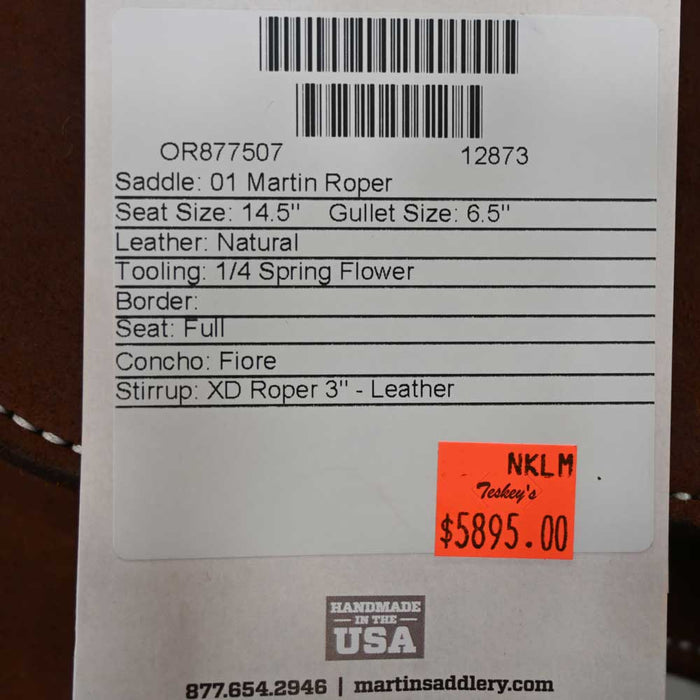 OR877507 12873
Saddle: 01 Martin Roper
Seat Size: 14.5" Gullet Size: 6.5"
Leather: Natural
Tooling: 1/4 Spring Flower
Border:
Seat: Full
Concho: Fiore
Stirrup: XD Roper 3" - Leather
NKLM
Teskey's
$5895.00
HANDMADE
IN THE
USA
877.654.2946 | martinsaddlery.com